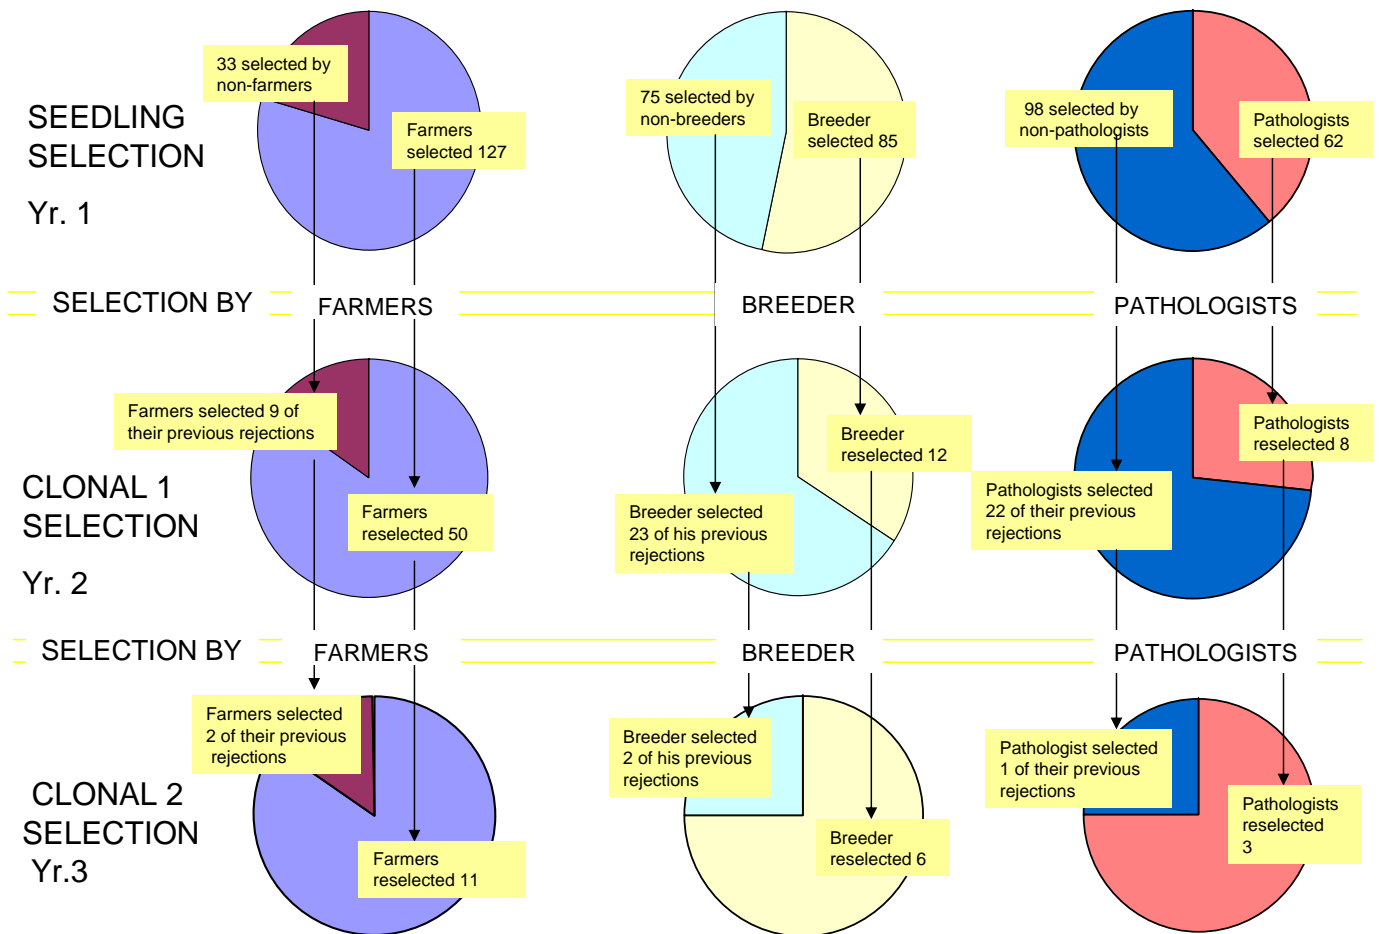 SEEDLING
SELECTION
Yr. 1
33 selected by
non-farmers
Farmers
selected 127
75 selected by
non-breeders
Breeder
selected 85
98 selected by
non-pathologists
Pathologists
selected 62
SELECTION BY
FARMERS
BREEDER
PATHOLOGISTS
CLONAL 1
SELECTION
Yr. 2
Farmers selected 9 of
their previous rejections
Farmers
reselected 50
Breeder
reselected 12
Breeder selected
23 of his previous
rejections
Pathologists
reselected 8
Pathologists selected
22 of their previous
rejections
SELECTION BY
FARMERS
BREEDER
PATHOLOGISTS
CLONAL 2
SELECTION
Yr.3
Farmers selected
2 of their previous
rejections
Farmers
reselected 11
Breeder selected
2 of his previous
rejections
Breeder
reselected 6
Pathologist selected
1 of their previous
rejections
Pathologists
reselected
3